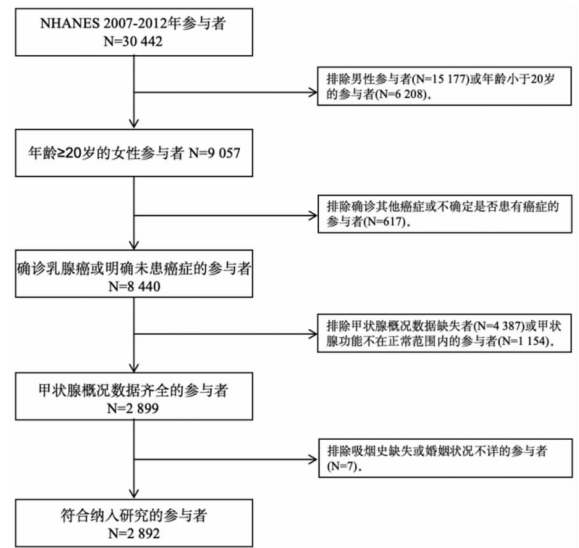 NHANES 2007-2012年参与者
N=30 442
排除男性参与者(N=15 177)或年龄小于20岁
的参与者(N=6 208)。
年龄≥20岁的女性参与者 N=9 057
排除确诊其他癌症或不确定是否患有癌症的
参与者(N=617)。
确诊乳腺癌或明确未患癌症的参与者
N=8 440
排除甲状腺概况数据缺失者(N=4 387)或甲状
腺功能不在正常范围内的参与者(N=1 154)。
甲状腺概况数据齐全的参与者
N=2 899
排除吸烟史缺失或婚姻状况不详的参与者
(N=7)。
符合纳入研究的参与者
N=2 892